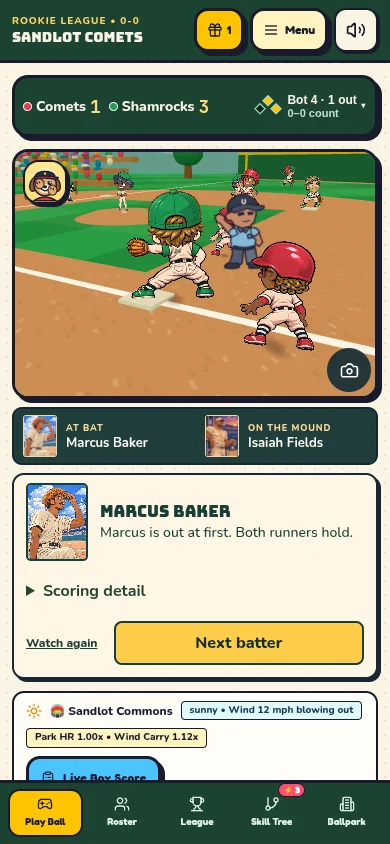 ROOKIE LEAGUE • 0-0
SANDLOT COMETS
1
Menu
Comets 1
Shamrocks 3
Bot 4 · 1 out
0–0 count
U
AT BAT
Marcus Baker
ON THE MOUND
Isaiah Fields
MARCUS BAKER
Marcus is out at first. Both runners hold.
Scoring detail
Watch again
Next batter
Sandlot Commons
sunny • Wind 12 mph blowing out
Park HR 1.00x • Wind Carry 1.12x
Live Box Score
3
Play Ball
Roster
League
Skill Tree
Ballpark